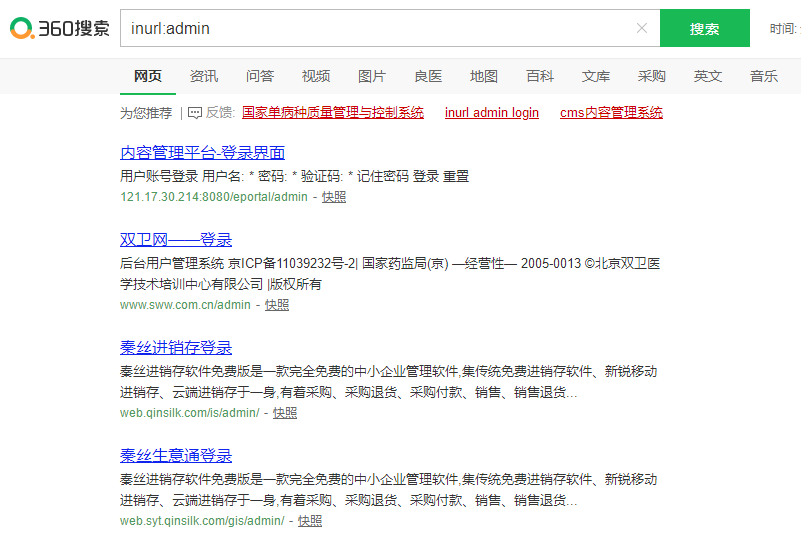 360搜索 inurl:admin 搜索 时间:
网页 资讯 问答 视频 图片 良医 地图 百科 文库 采购 英文 音乐
为您推荐 反馈: 国家单病种质量管理与控制系统 inurl admin login cms内容管理系统
内容管理平台-登录界面
用户账号登录 用户名: * 密码: * 验证码: * 记住密码 登录 重置
121.17.30.214:8080/eportal/admin - 快照
双卫网——登录
后台用户管理系统 京ICP备11039232号-2| 国家药监局(京) —经营性— 2005-0013 ©北京双卫医
学技术培训中心有限公司 |版权所有
www.sww.com.cn/admin - 快照
秦丝进销存登录
秦丝进销存软件免费版是一款完全免费的中小企业管理软件,集传统免费进销存软件、新锐移动
进销存、云端进销存于一身,有着采购、采购退货、采购付款、销售、销售退货...
web.qinsilk.com/is/admin/ - 快照
秦丝生意通登录
秦丝进销存软件免费版是一款完全免费的中小企业管理软件,集传统免费进销存软件、新锐移动
进销存、云端进销存于一身,有着采购、采购退货、采购付款、销售、销售退货...
web.syt.qinsilk.com/gis/admin/ - 快照